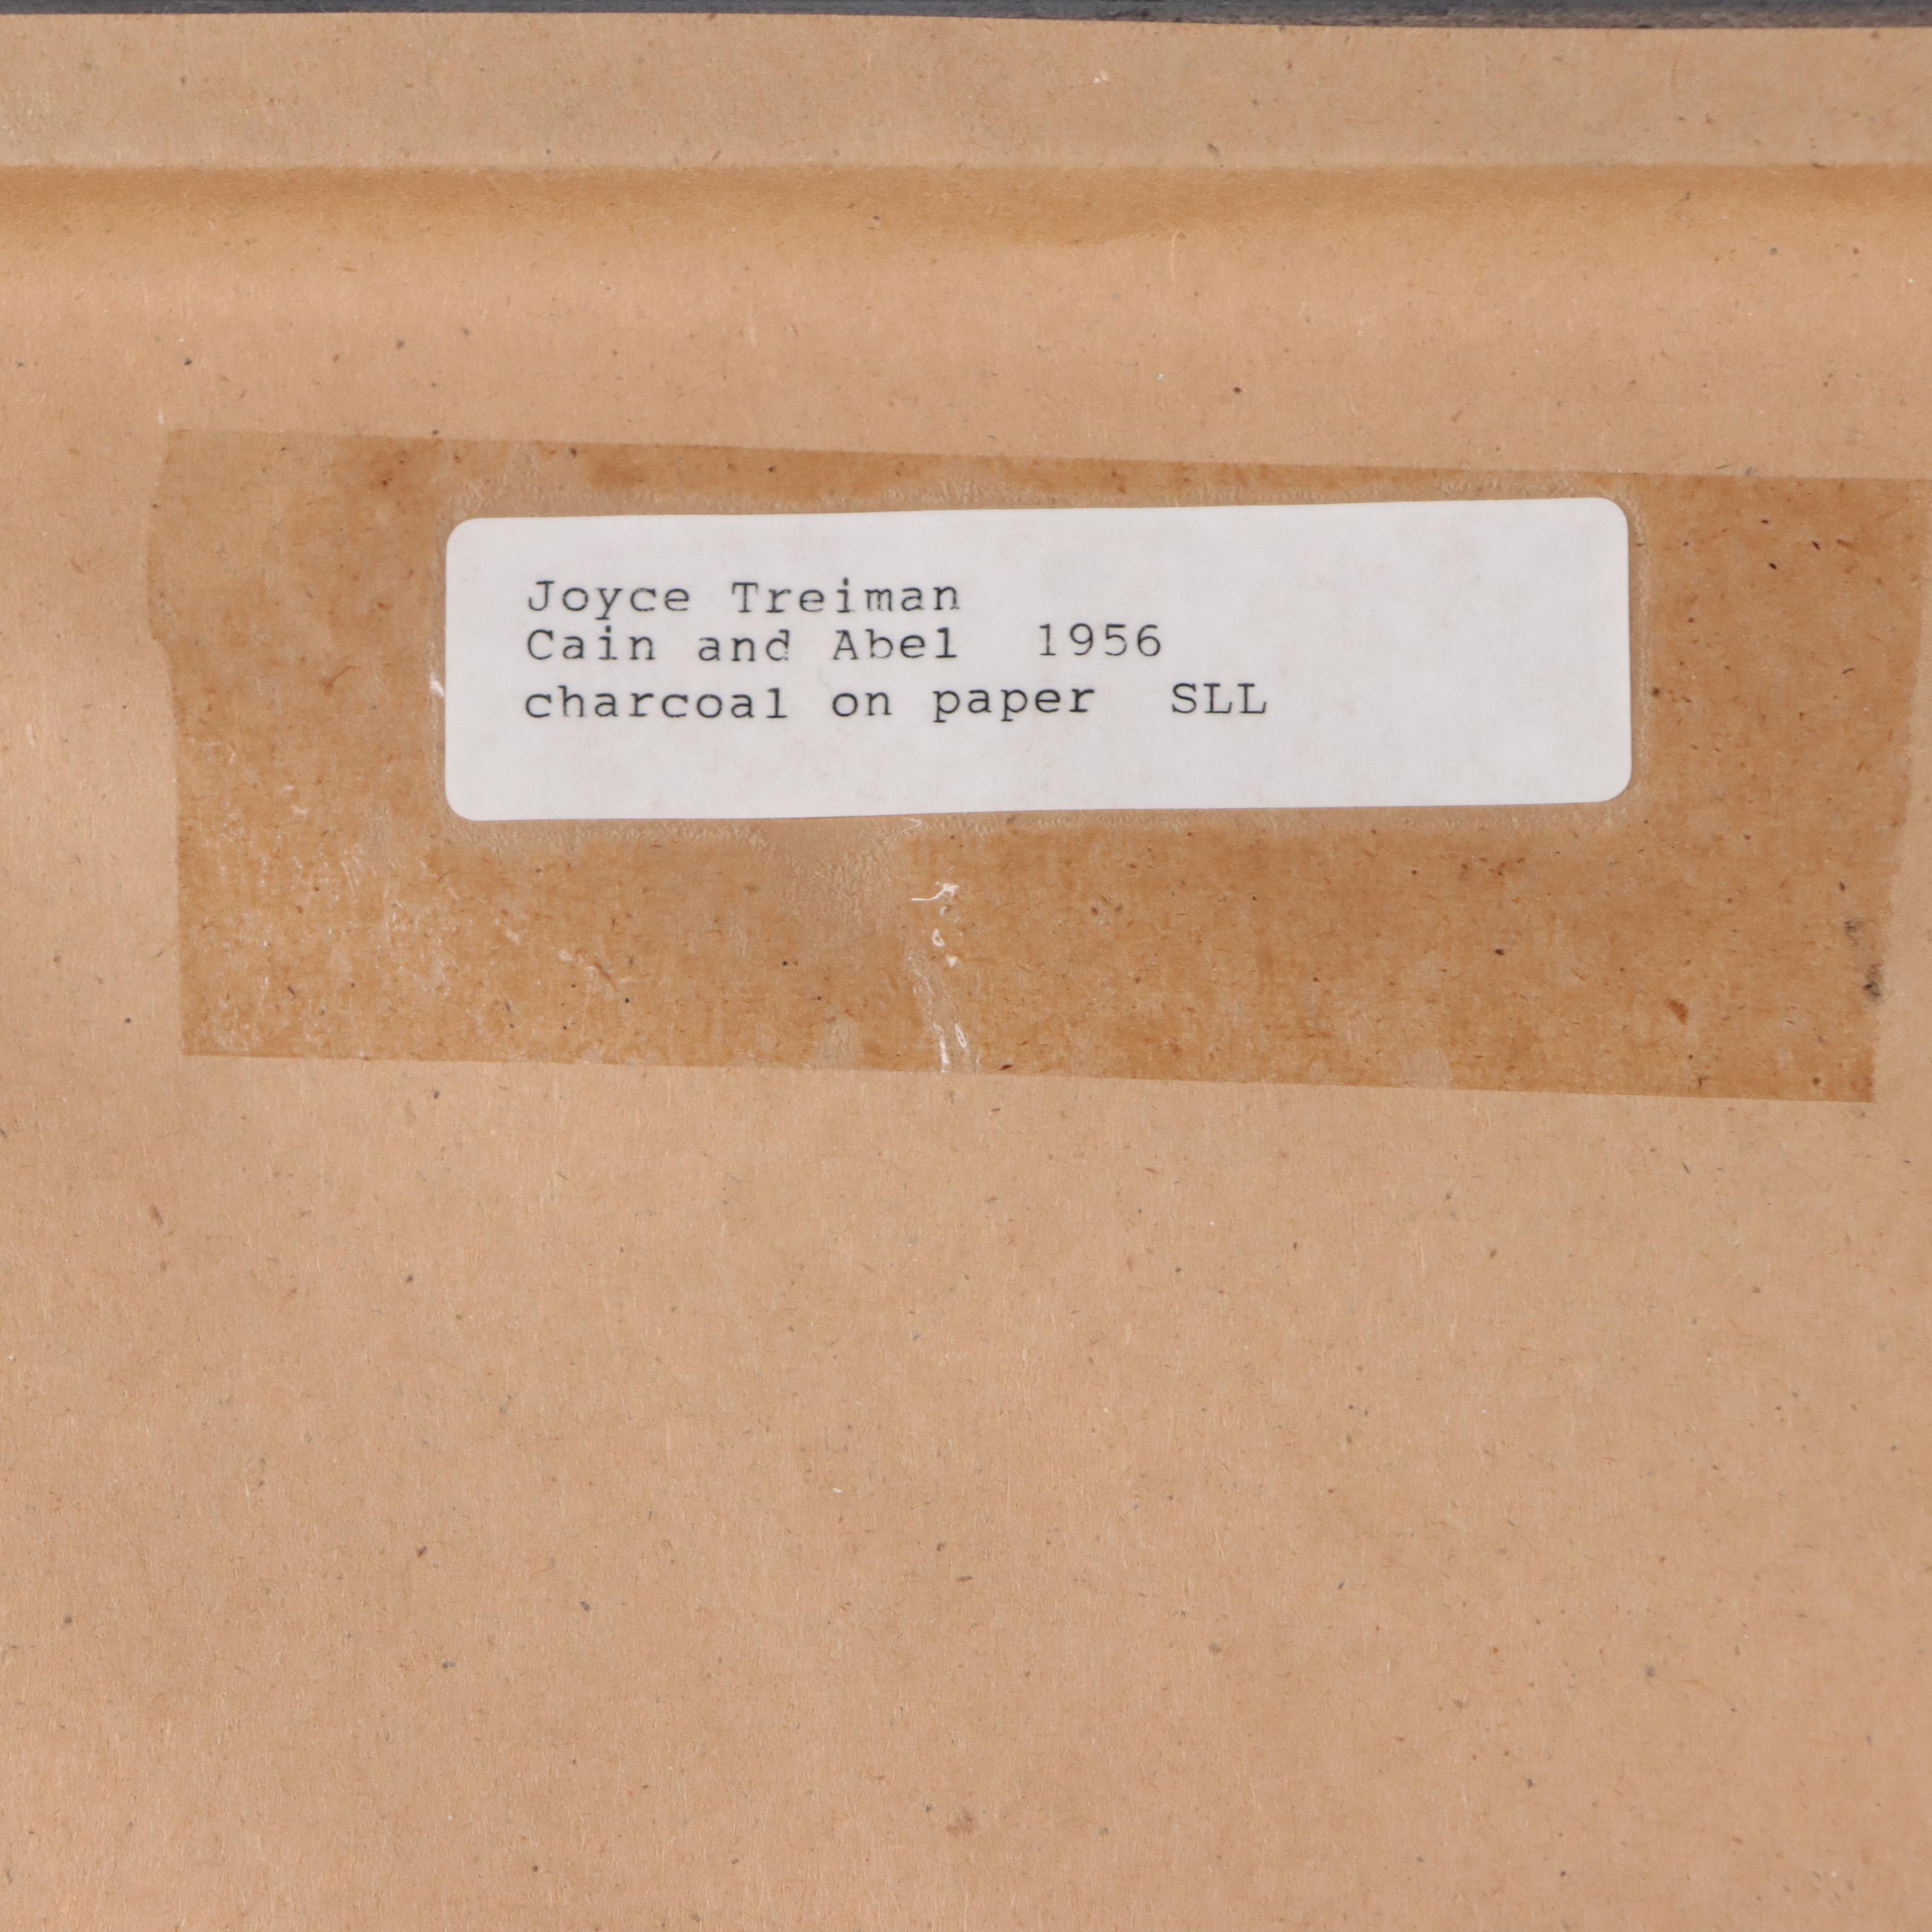 Joyce Treiman
Cain and Abel  1956
charcoal on paper  SLL